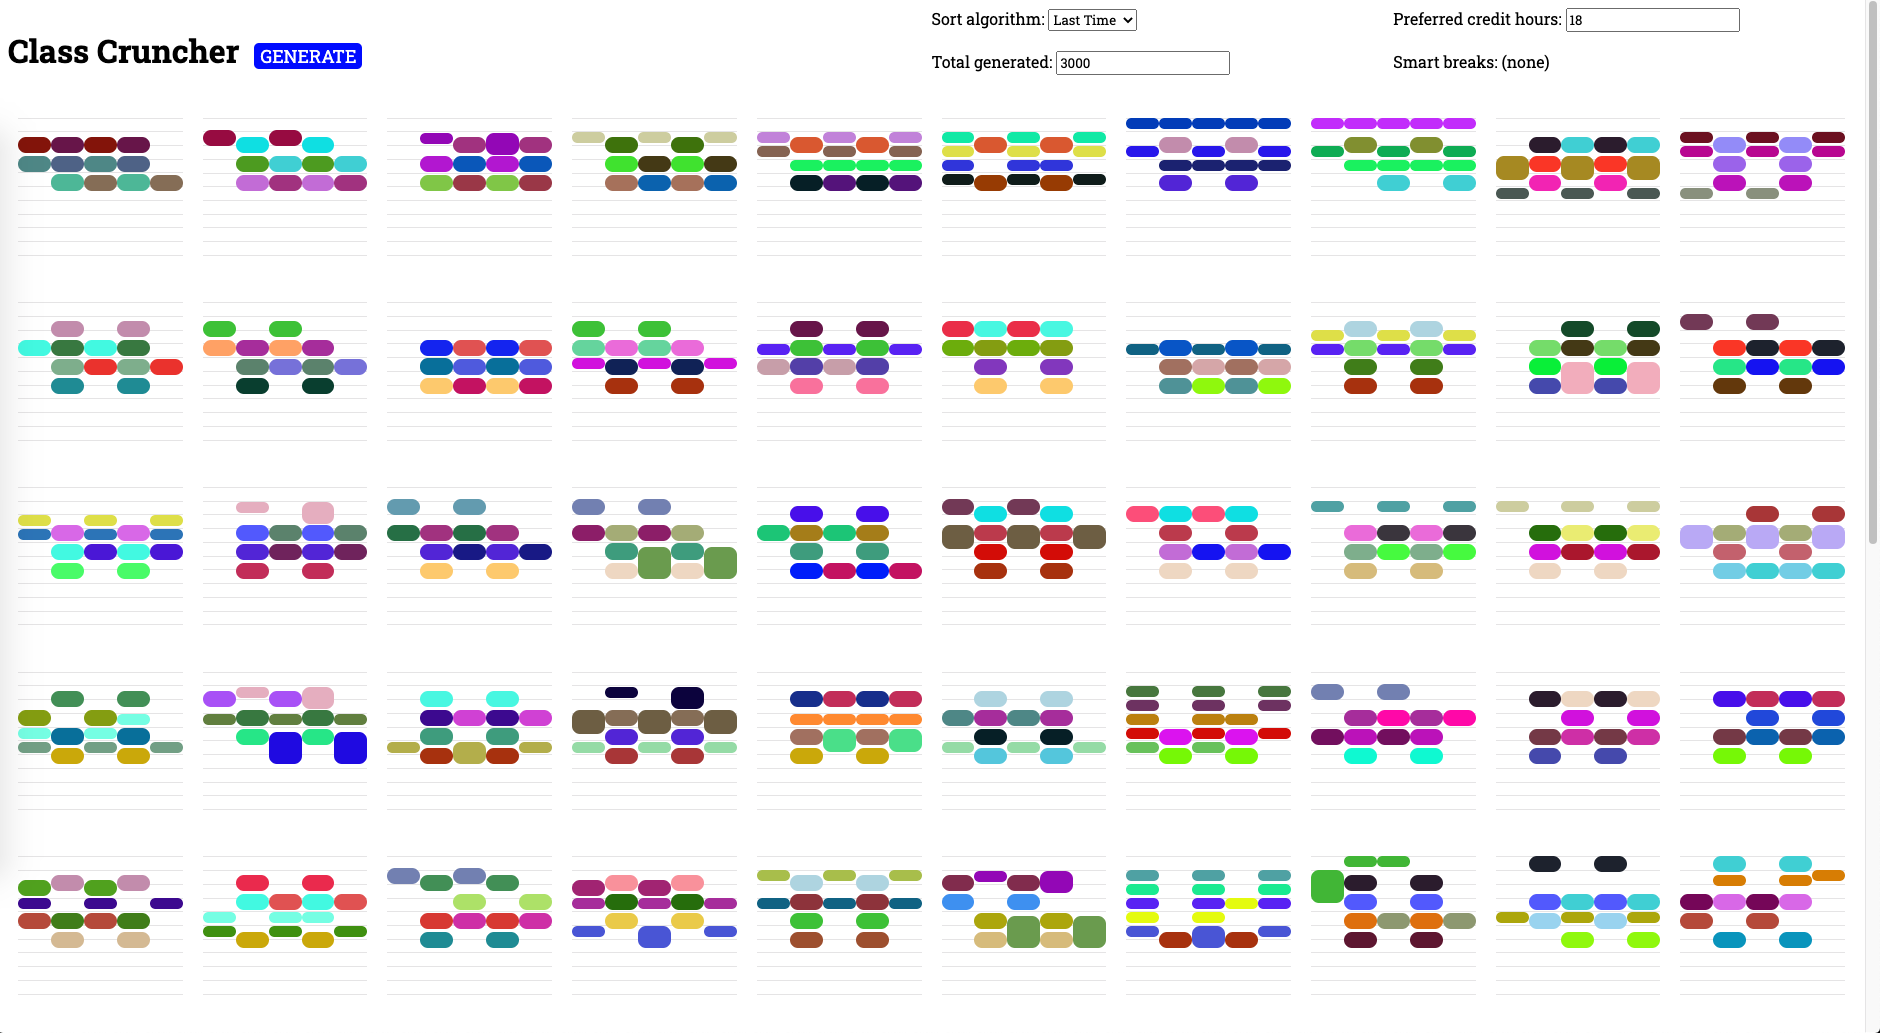 Class Cruncher GENERATE
Sort algorithm: Last Time
Preferred credit hours: 18
Total generated: 3000
Smart breaks: (none)